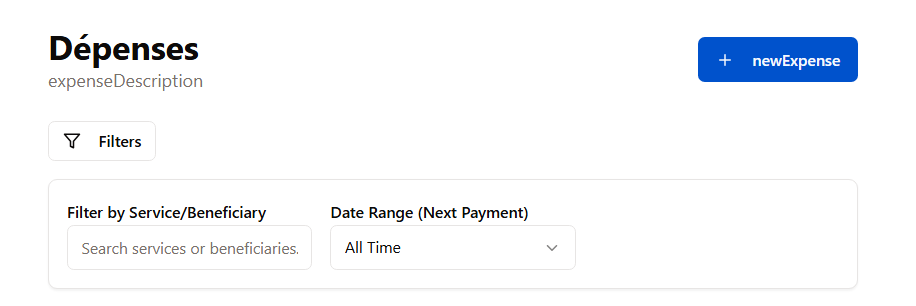 Dépenses
expenseDescription
newExpense
Filters
Filter by Service/Beneficiary
Date Range (Next Payment)
Search services or beneficiaries.
All Time